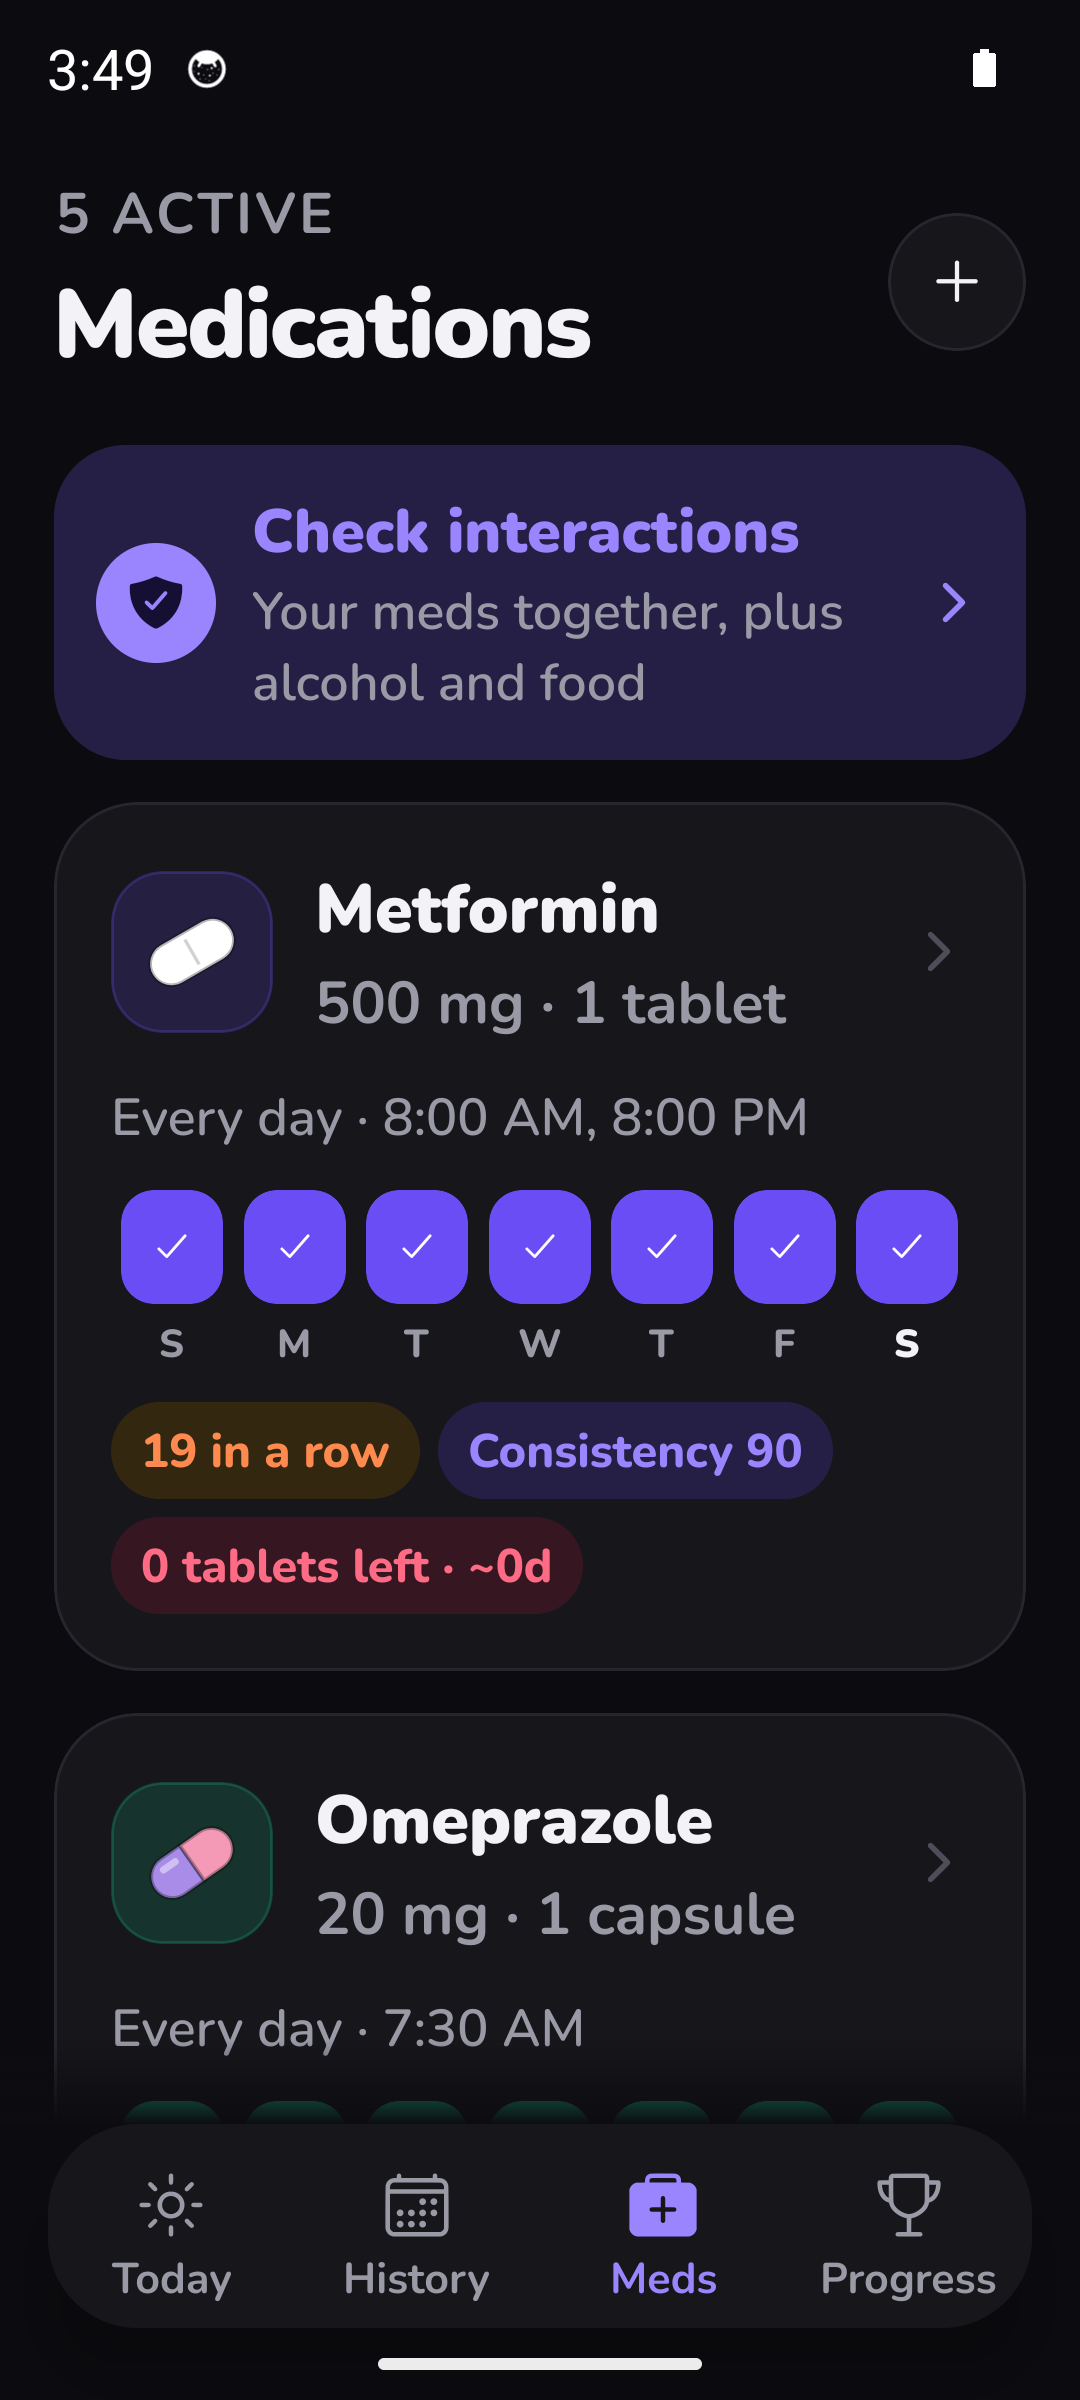 3:49
5 ACTIVE
Medications
Check interactions
Your meds together, plus
alcohol and food
Metformin
500 mg · 1 tablet
Every day · 8:00 AM, 8:00 PM
S M T W T F S
19 in a row
Consistency 90
0 tablets left · ~0d
Omeprazole
20 mg · 1 capsule
Every day · 7:30 AM
Today
History
Meds
Progress